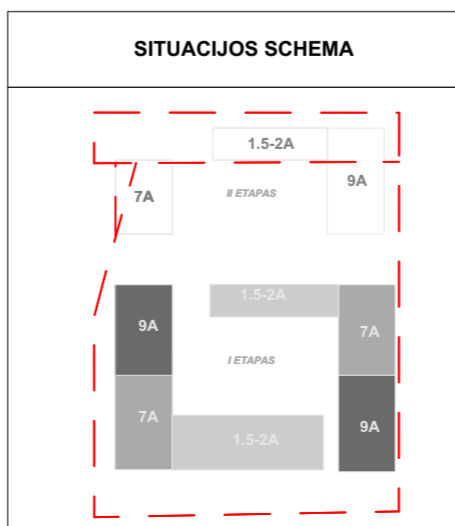 SITUACIJOS SCHEMA
1.5-2A
7A
II ETAPAS
9A
1.5-2A
9A
7A
I ETAPAS
7A
1.5-2A
9A